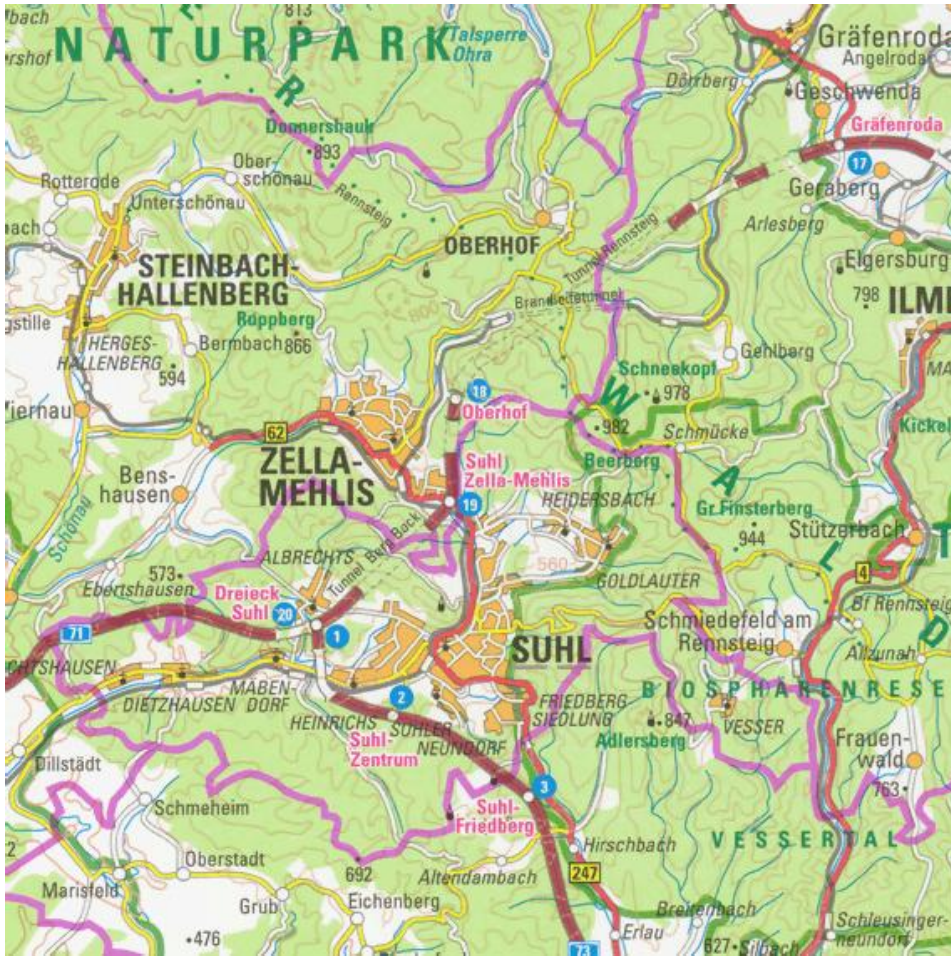 813
NATURPARK
Talsperre
Ohra
Gräfenroda
Angelroda
Dörrberg
Geschwenda
Gräfenroda
17
Geraberg
Donnershauk
893
Ober-
schönau
Rotterode
Unterschönau
Rennsteig
OBERHOF
Tunnel Rennsteig
Arlesberg
Elgersburg
798
STEINBACH-
HALLENBERG
Brandleitetunnel
Ruppberg
866
HERGES-
HALLENBERG
Bermbach
594
Gehlberg
Schneekopf
978
18
Oberhof
982
Schmücke
Beerberg
62
ZELLA-
MEHLIS
Suhl
Zella-Mehlis
19
HEIDERSBACH
Bens-
hausen
Gr. Finsterberg
944
Stützerbach
Schönau
Tunnel Berg Bock
560
GOLDLAUTER
ALBRECHTS
573
Ebertshausen
Dreieck
Suhl
20
1
71
4
Bf Rennsteig
Schmiedefeld am
Rennsteig
Allzunah
SUHL
WALD
BIOSPHÄRENRESE
DIETZHAUSEN
MÄBEN-
DORF
HEINRICHS
2
SUHLER
NEUNDORF
Suhl-
Zentrum
FRIEDBERG
SIEDLUNG
847
Adlersberg
VESSER
Frauen-
wald
763
Dillstädt
3
Suhl-
Friedberg
Schmeheim
VESSERTAL
Hirschbach
Oberstadt
692
Altendambach
247
Marisfeld
Grub
Eichenberg
Breitenbach
Erlau
Schleusinger-
neundorf
476
73
627
Silbach